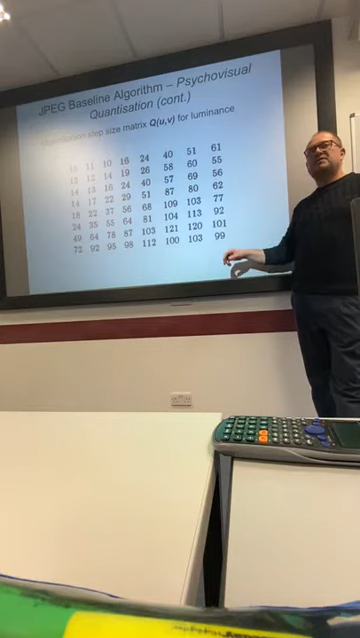 JPEG Baseline Algorithm – Psychovisual
Quantisation (cont.)
step size matrix Q(u,v) for luminance
16 11 10 16 24 40 51 61
12 12 14 19 26 58 60 55
14 13 16 24 40 57 69 56
14 17 22 29 51 87 80 62
18 22 37 56 68 109 103 77
24 35 55 64 81 104 113 92
49 64 78 87 103 121 120 101
72 92 95 98 112 100 103 99